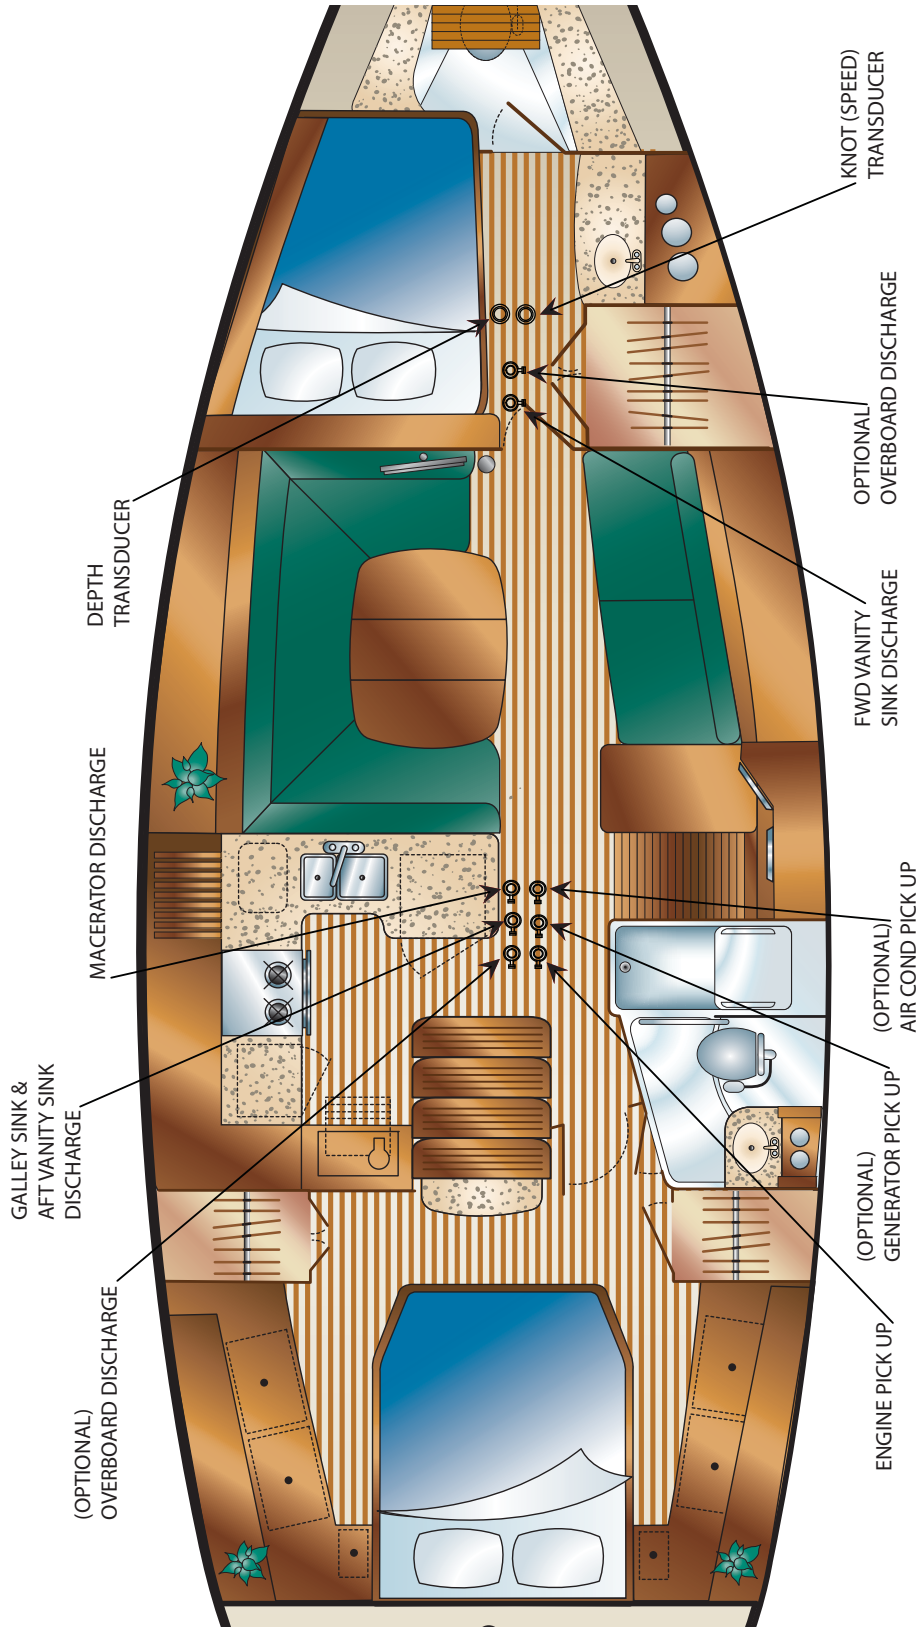 KNOT (SPEED)
TRANSDUCER
OPTIONAL
OVERBOARD DISCHARGE
DEPTH
TRANSDUCER
FWD VANITY
SINK DISCHARGE
MACERATOR DISCHARGE
(OPTIONAL)
AIR COND PICK UP
GALLEY SINK &
AFT VANITY SINK
DISCHARGE
(OPTIONAL)
GENERATOR PICK UP
(OPTIONAL)
OVERBOARD DISCHARGE
ENGINE PICK UP